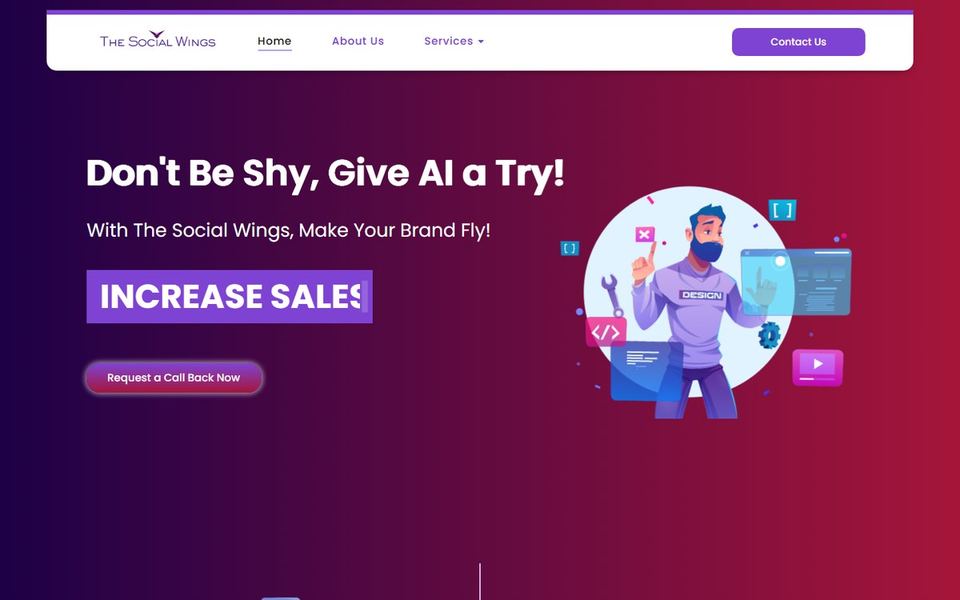 The Social Wings
Home
About Us
Services
Contact Us
Don't Be Shy, Give AI a Try!
With The Social Wings, Make Your Brand Fly!
INCREASE SALES
Request a Call Back Now
[ ]
[ ]
DESIGN
</>